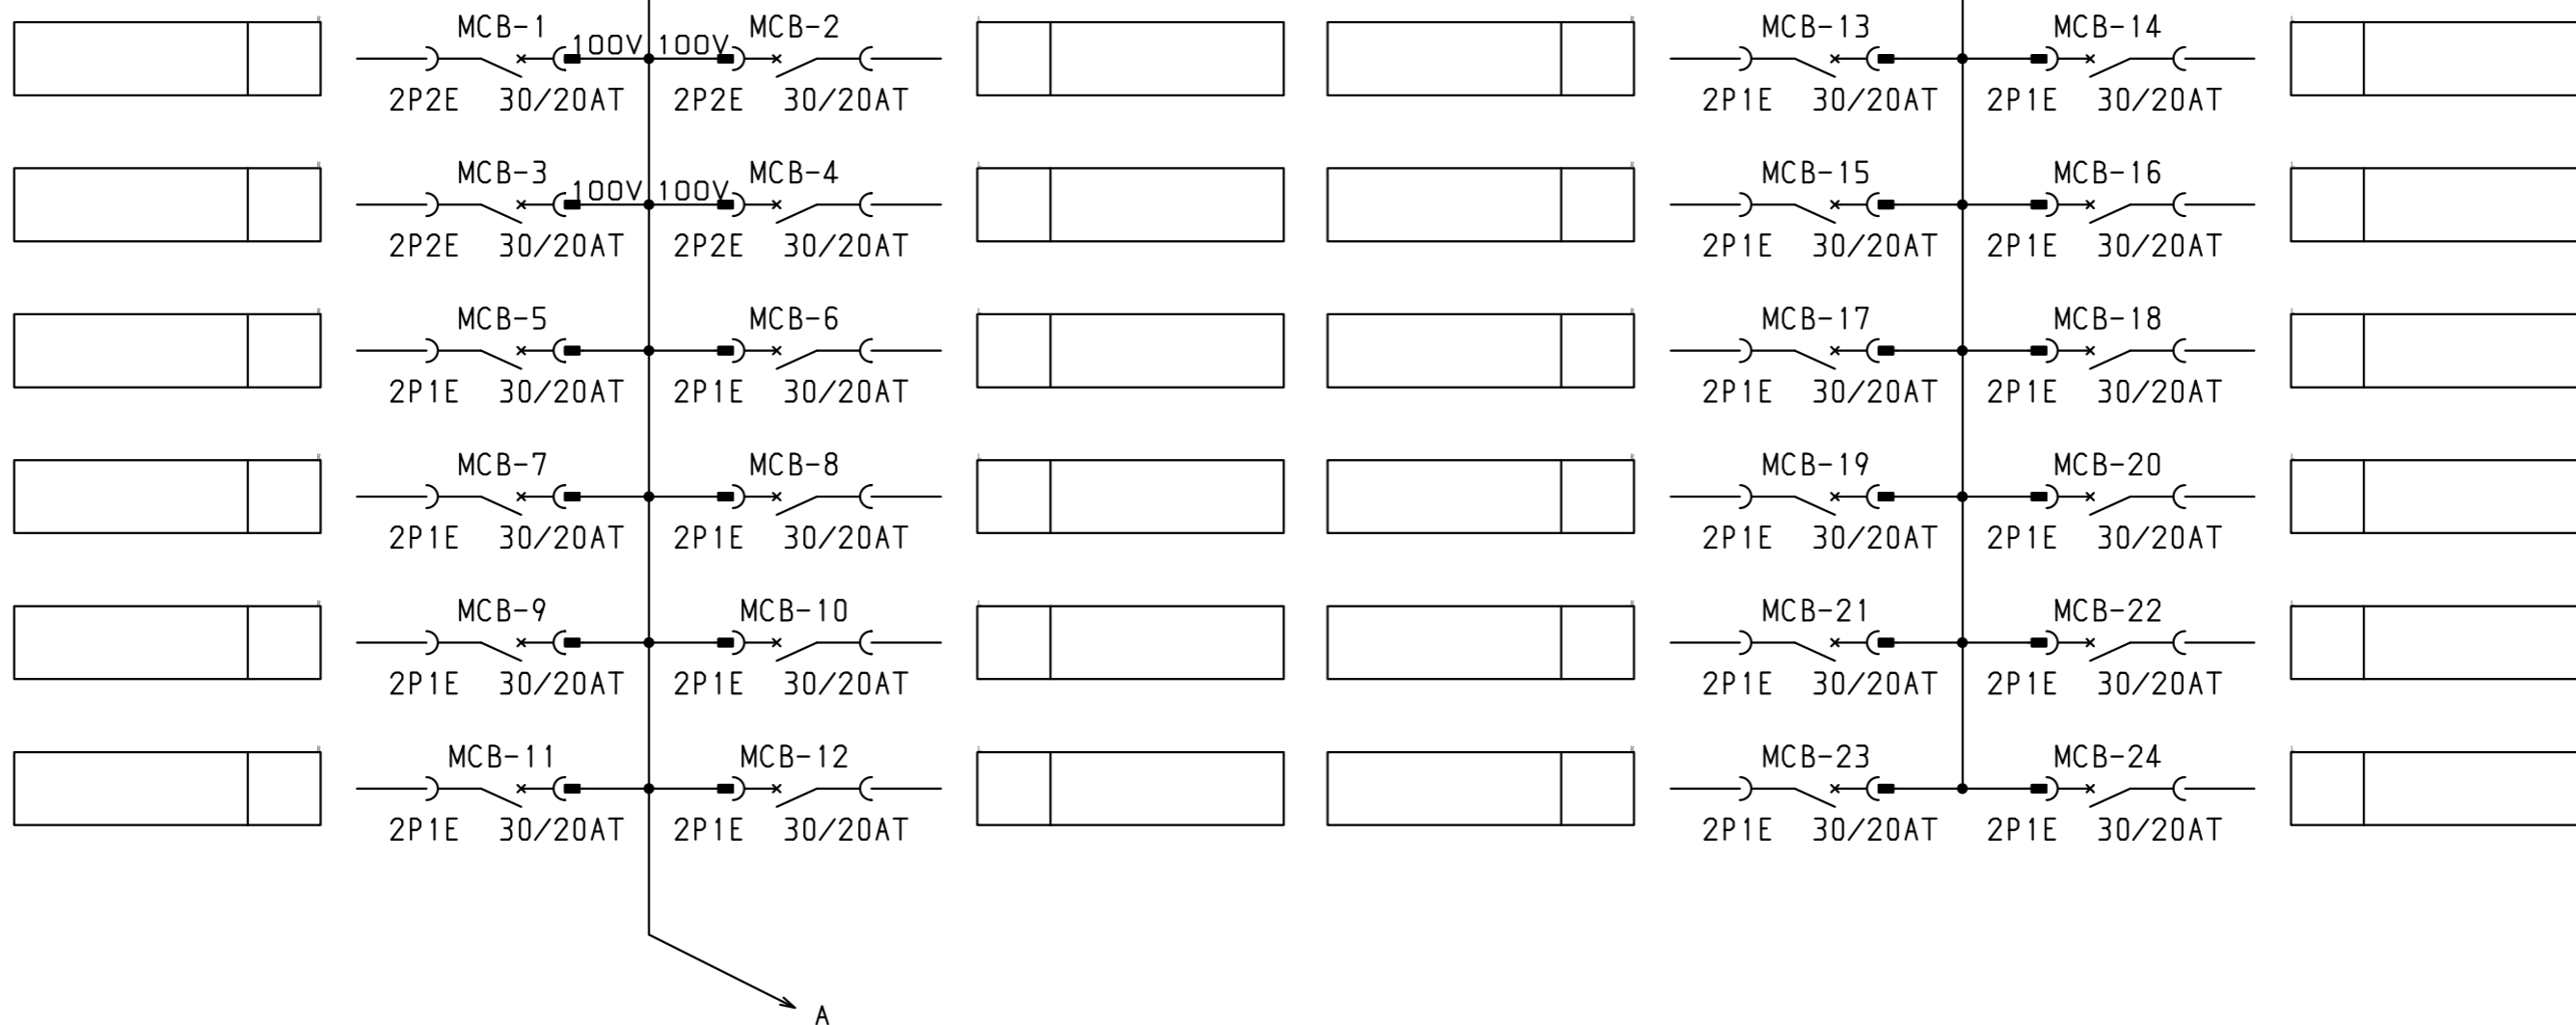 MCB-1 100V 100V MCB-2 MCB-13 MCB-14
2P2E 30/20AT 2P2E 30/20AT 2P1E 30/20AT 2P1E 30/20AT
MCB-3 100V 100V MCB-4 MCB-15 MCB-16
2P2E 30/20AT 2P2E 30/20AT 2P1E 30/20AT 2P1E 30/20AT
MCB-5 MCB-6 MCB-17 MCB-18
2P1E 30/20AT 2P1E 30/20AT 2P1E 30/20AT 2P1E 30/20AT
MCB-7 MCB-8 MCB-19 MCB-20
2P1E 30/20AT 2P1E 30/20AT 2P1E 30/20AT 2P1E 30/20AT
MCB-9 MCB-10 MCB-21 MCB-22
2P1E 30/20AT 2P1E 30/20AT 2P1E 30/20AT 2P1E 30/20AT
MCB-11 MCB-12 MCB-23 MCB-24
2P1E 30/20AT 2P1E 30/20AT 2P1E 30/20AT 2P1E 30/20AT
A